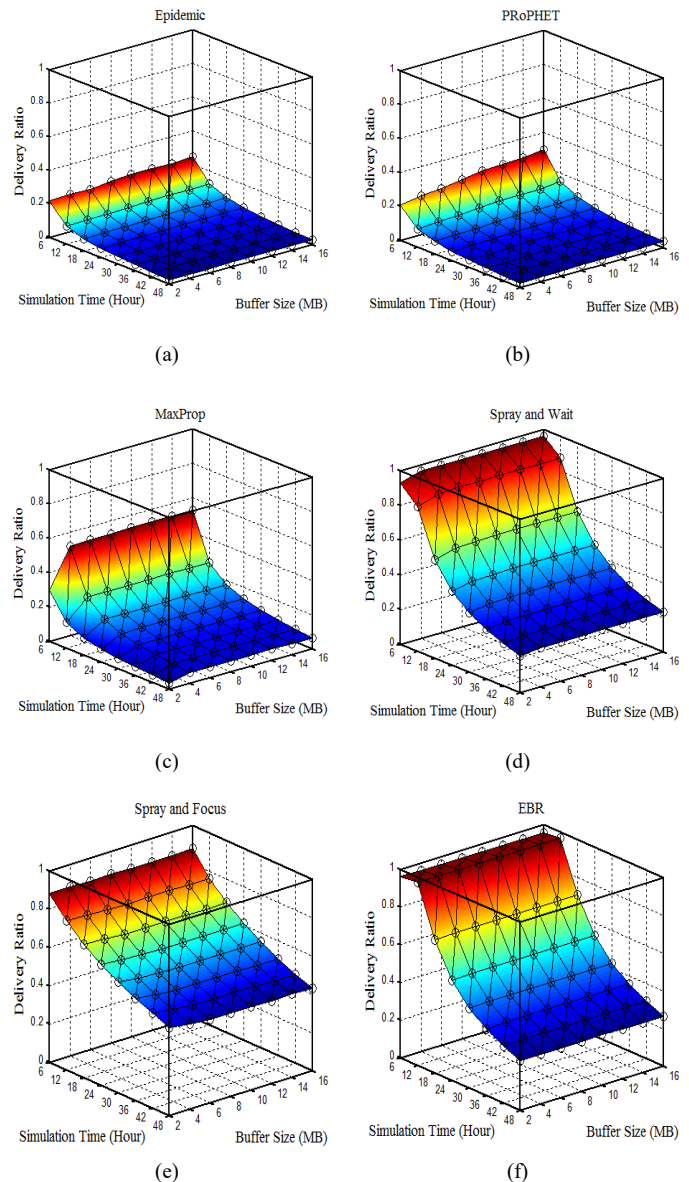 Epidemic
PRoPHET
1
0.8
0.6
0.4
0.2
0
Delivery Ratio
6 12 18 24 30 36 42 48
2 4 6 8 10 12 14 16
Simulation Time (Hour)
Buffer Size (MB)
1
0.8
0.6
0.4
0.2
0
Delivery Ratio
6 12 18 24 30 36 42 48
2 4 6 8 10 12 14 16
Simulation Time (Hour)
Buffer Size (MB)
(a)
(b)
MaxProp
Spray and Wait
1
0.8
0.6
0.4
0.2
0
Delivery Ratio
6 12 18 24 30 36 42 48
2 4 6 8 10 12 14 16
Simulation Time (Hour)
Buffer Size (MB)
1
0.8
0.6
0.4
0.2
0
Delivery Ratio
6 12 18 24 30 36 42 48
2 4 6 8 10 12 14 16
Simulation Time (Hour)
Buffer Size (MB)
(c)
(d)
Spray and Focus
EBR
1
0.8
0.6
0.4
0.2
0
Delivery Ratio
6 12 18 24 30 36 42 48
2 4 6 8 10 12 14 16
Simulation Time (Hour)
Buffer Size (MB)
1
0.8
0.6
0.4
0.2
0
Delivery Ratio
6 12 18 24 30 36 42 48
2 4 6 8 10 12 14 16
Simulation Time (Hour)
Buffer Size (MB)
(e)
(f)